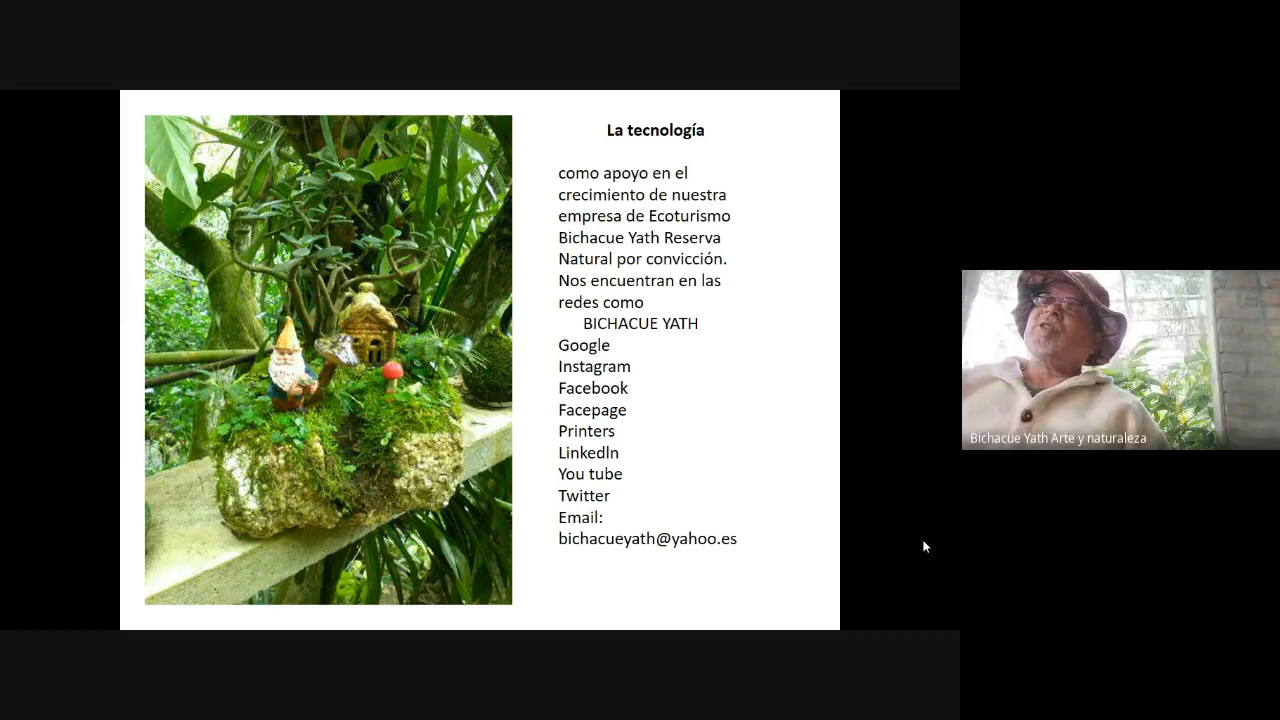 La tecnología
como apoyo en el
crecimiento de nuestra
empresa de Ecoturismo
Bichacue Yath Reserva
Natural por convicción.
Nos encuentran en las
redes como
BICHACUE YATH
Google
Instagram
Facebook
Facepage
Printers
Linkedln
You tube
Twitter
Email:
bichacueyath@yahoo.es
Bichacue Yath Arte y naturaleza